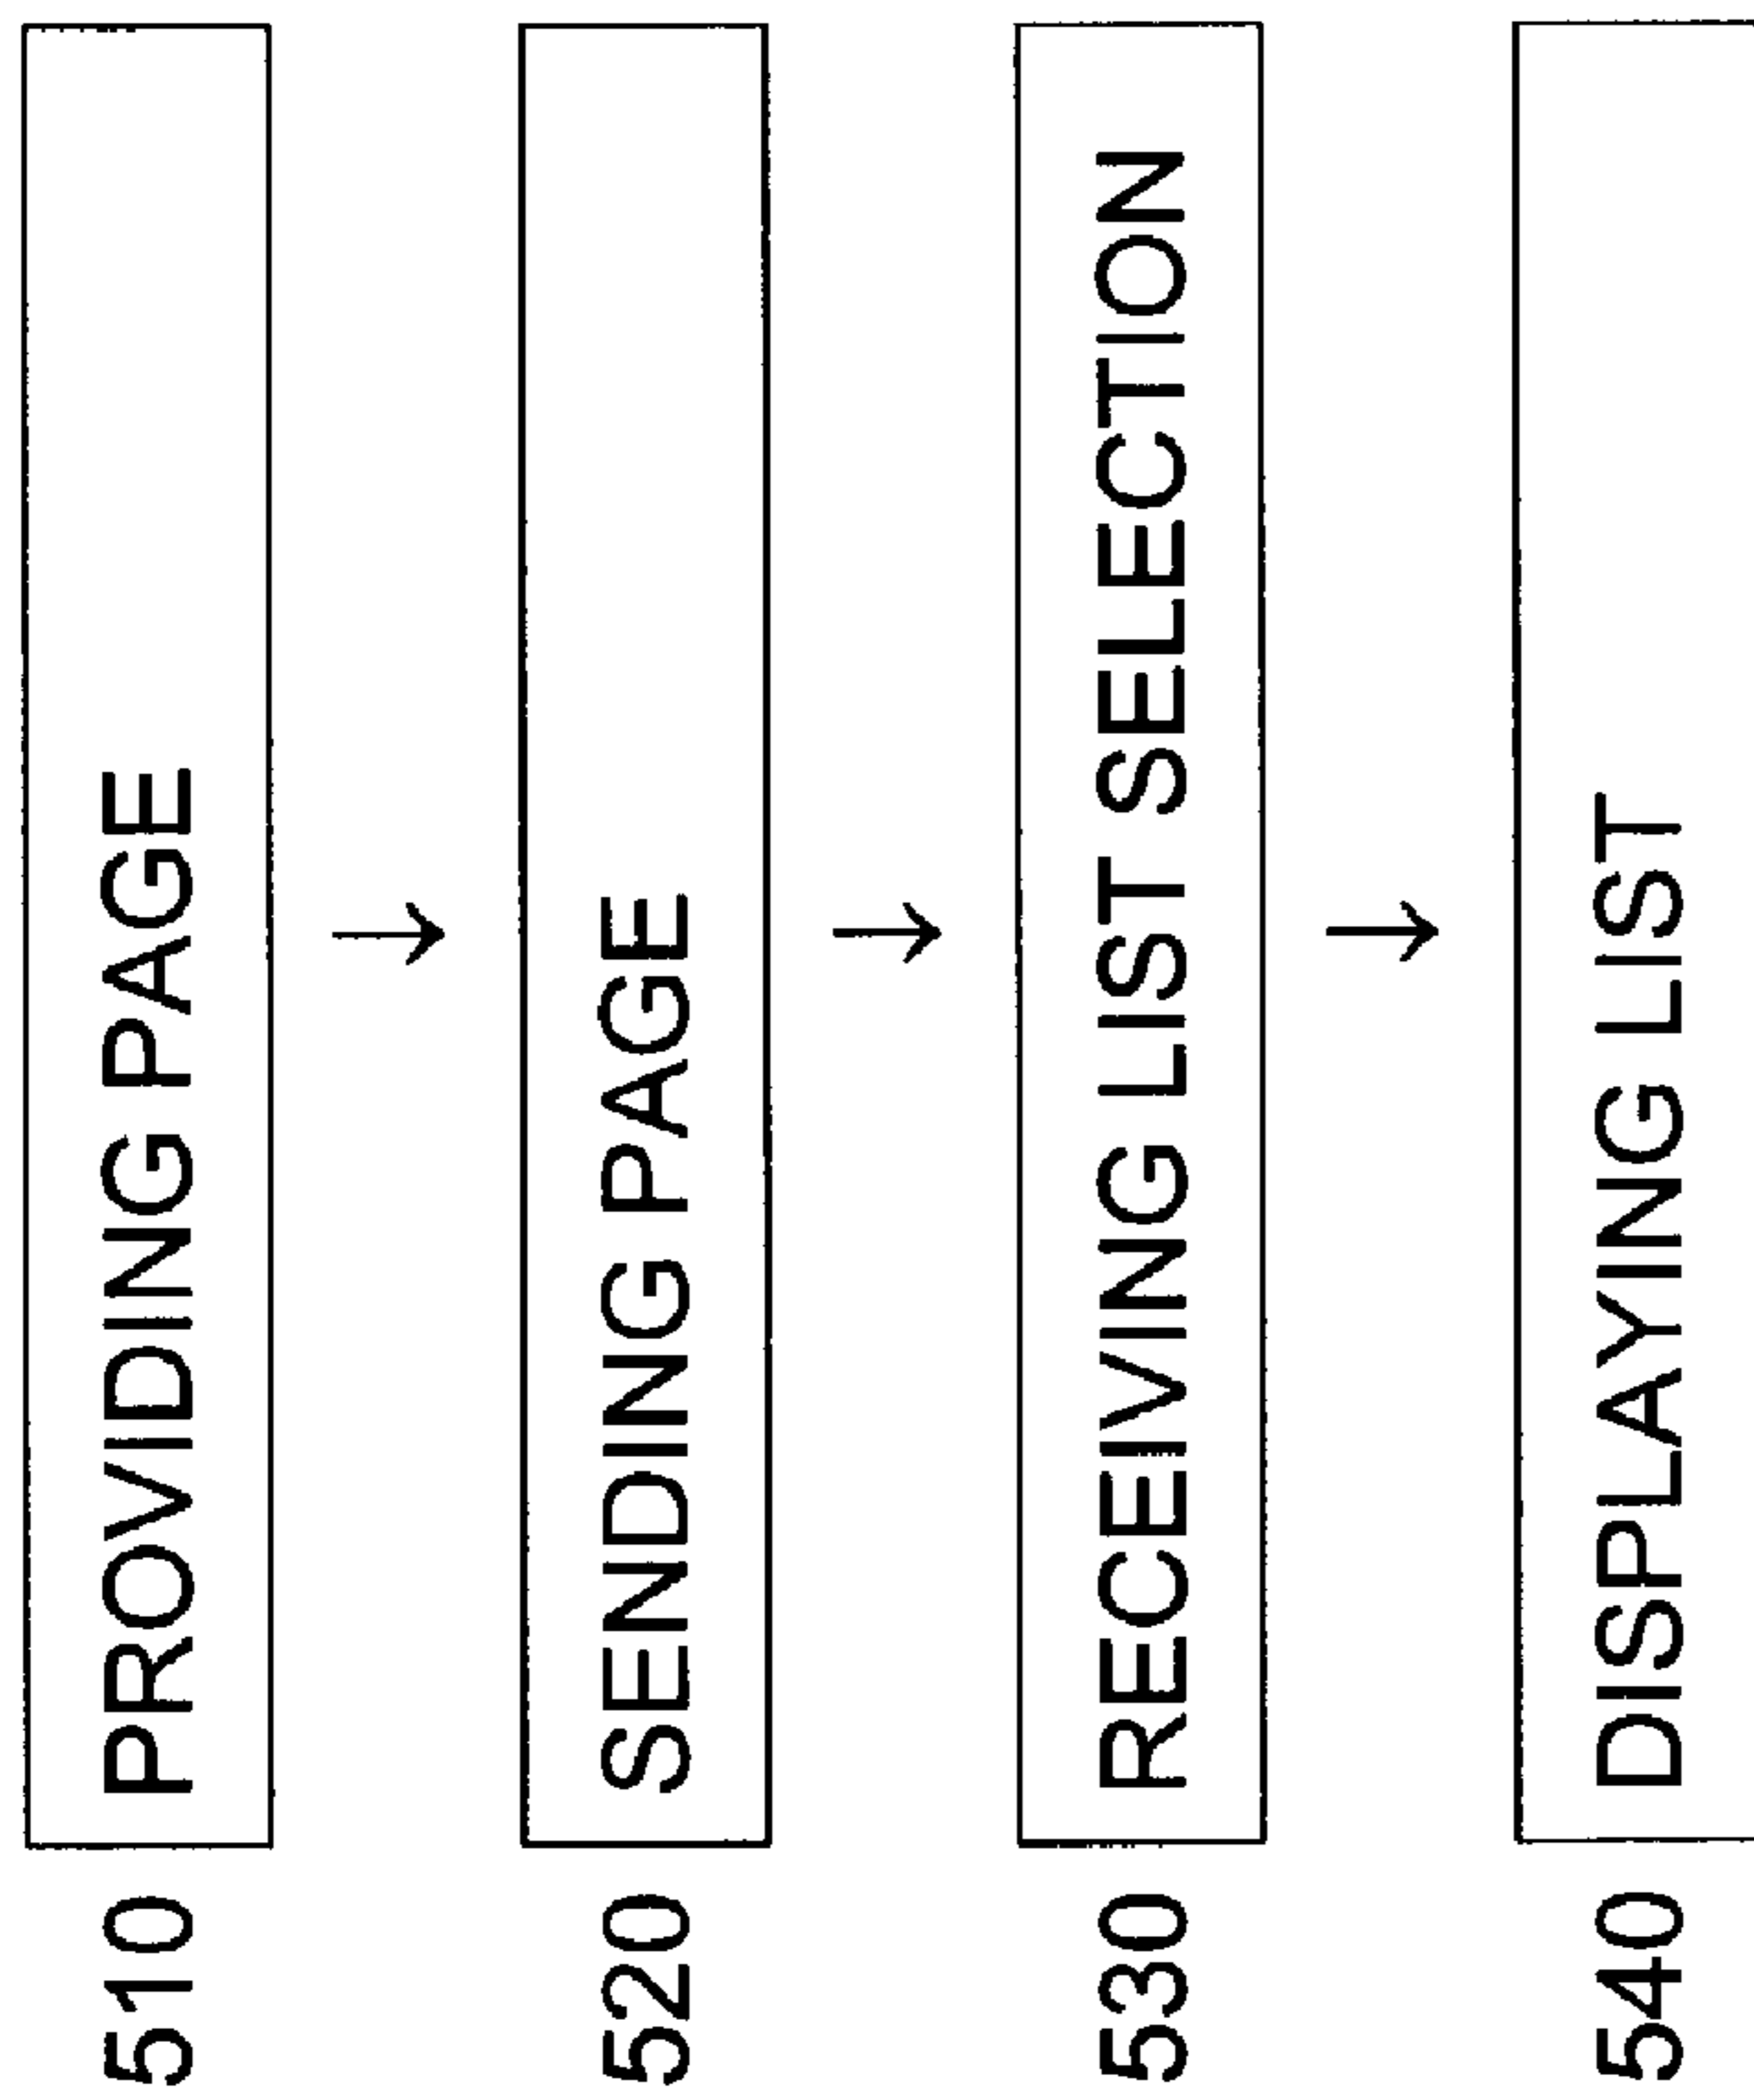 510 PROVIDING PAGE
520 SENDING PAGE
530 RECEIVING LIST SELECTION
540 DISPLAYING LIST